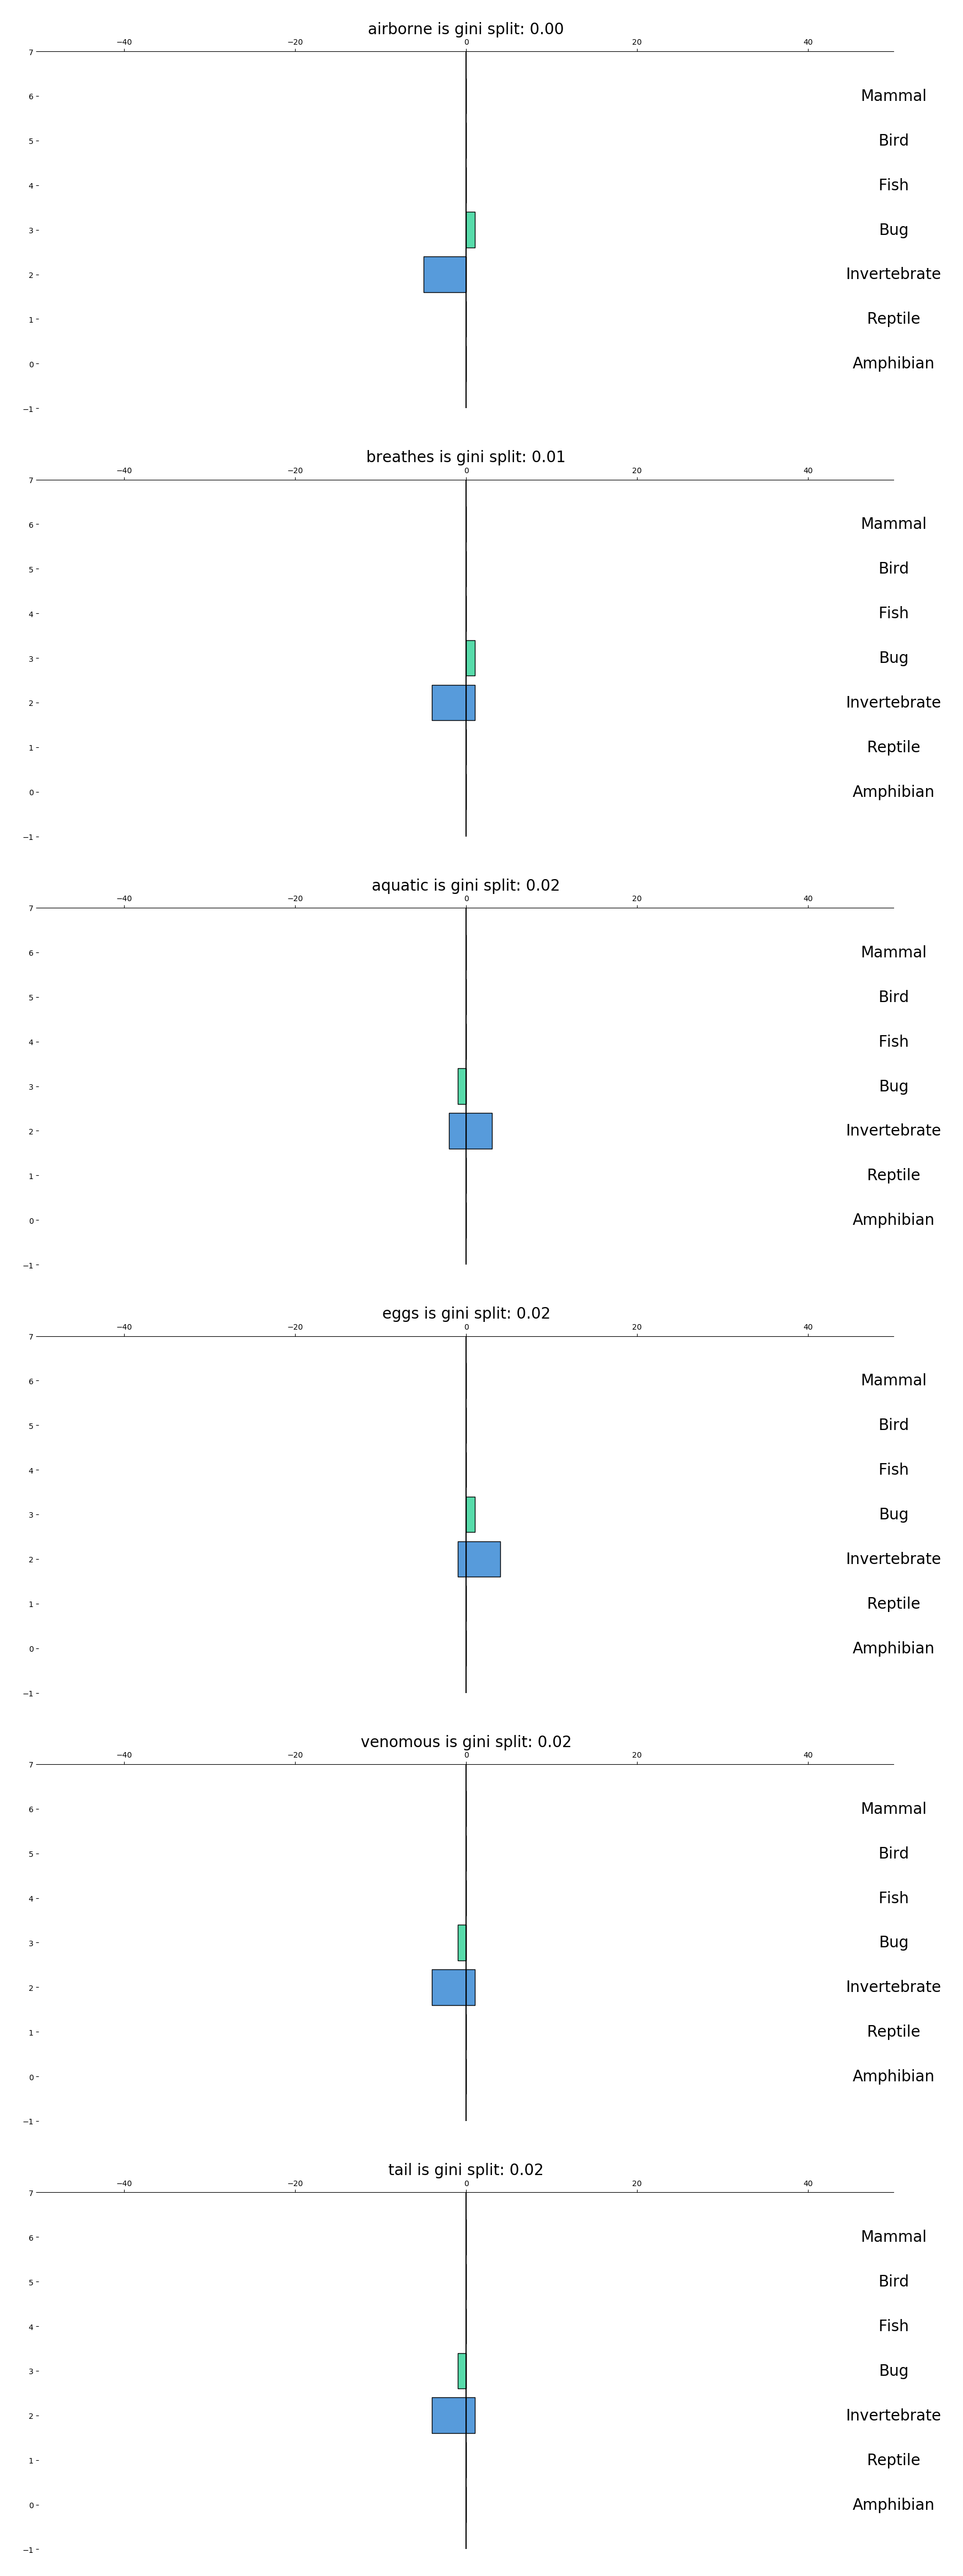 airborne is gini split: 0.00
−40 −20 0 20 40
7
6 Mammal
5 Bird
4 Fish
3 Bug
2 Invertebrate
1 Reptile
0 Amphibian
−1
breathes is gini split: 0.01
−40 −20 0 20 40
7
6 Mammal
5 Bird
4 Fish
3 Bug
2 Invertebrate
1 Reptile
0 Amphibian
−1
aquatic is gini split: 0.02
−40 −20 0 20 40
7
6 Mammal
5 Bird
4 Fish
3 Bug
2 Invertebrate
1 Reptile
0 Amphibian
−1
eggs is gini split: 0.02
−40 −20 0 20 40
7
6 Mammal
5 Bird
4 Fish
3 Bug
2 Invertebrate
1 Reptile
0 Amphibian
−1
venomous is gini split: 0.02
−40 −20 0 20 40
7
6 Mammal
5 Bird
4 Fish
3 Bug
2 Invertebrate
1 Reptile
0 Amphibian
−1
tail is gini split: 0.02
−40 −20 0 20 40
7
6 Mammal
5 Bird
4 Fish
3 Bug
2 Invertebrate
1 Reptile
0 Amphibian
−1